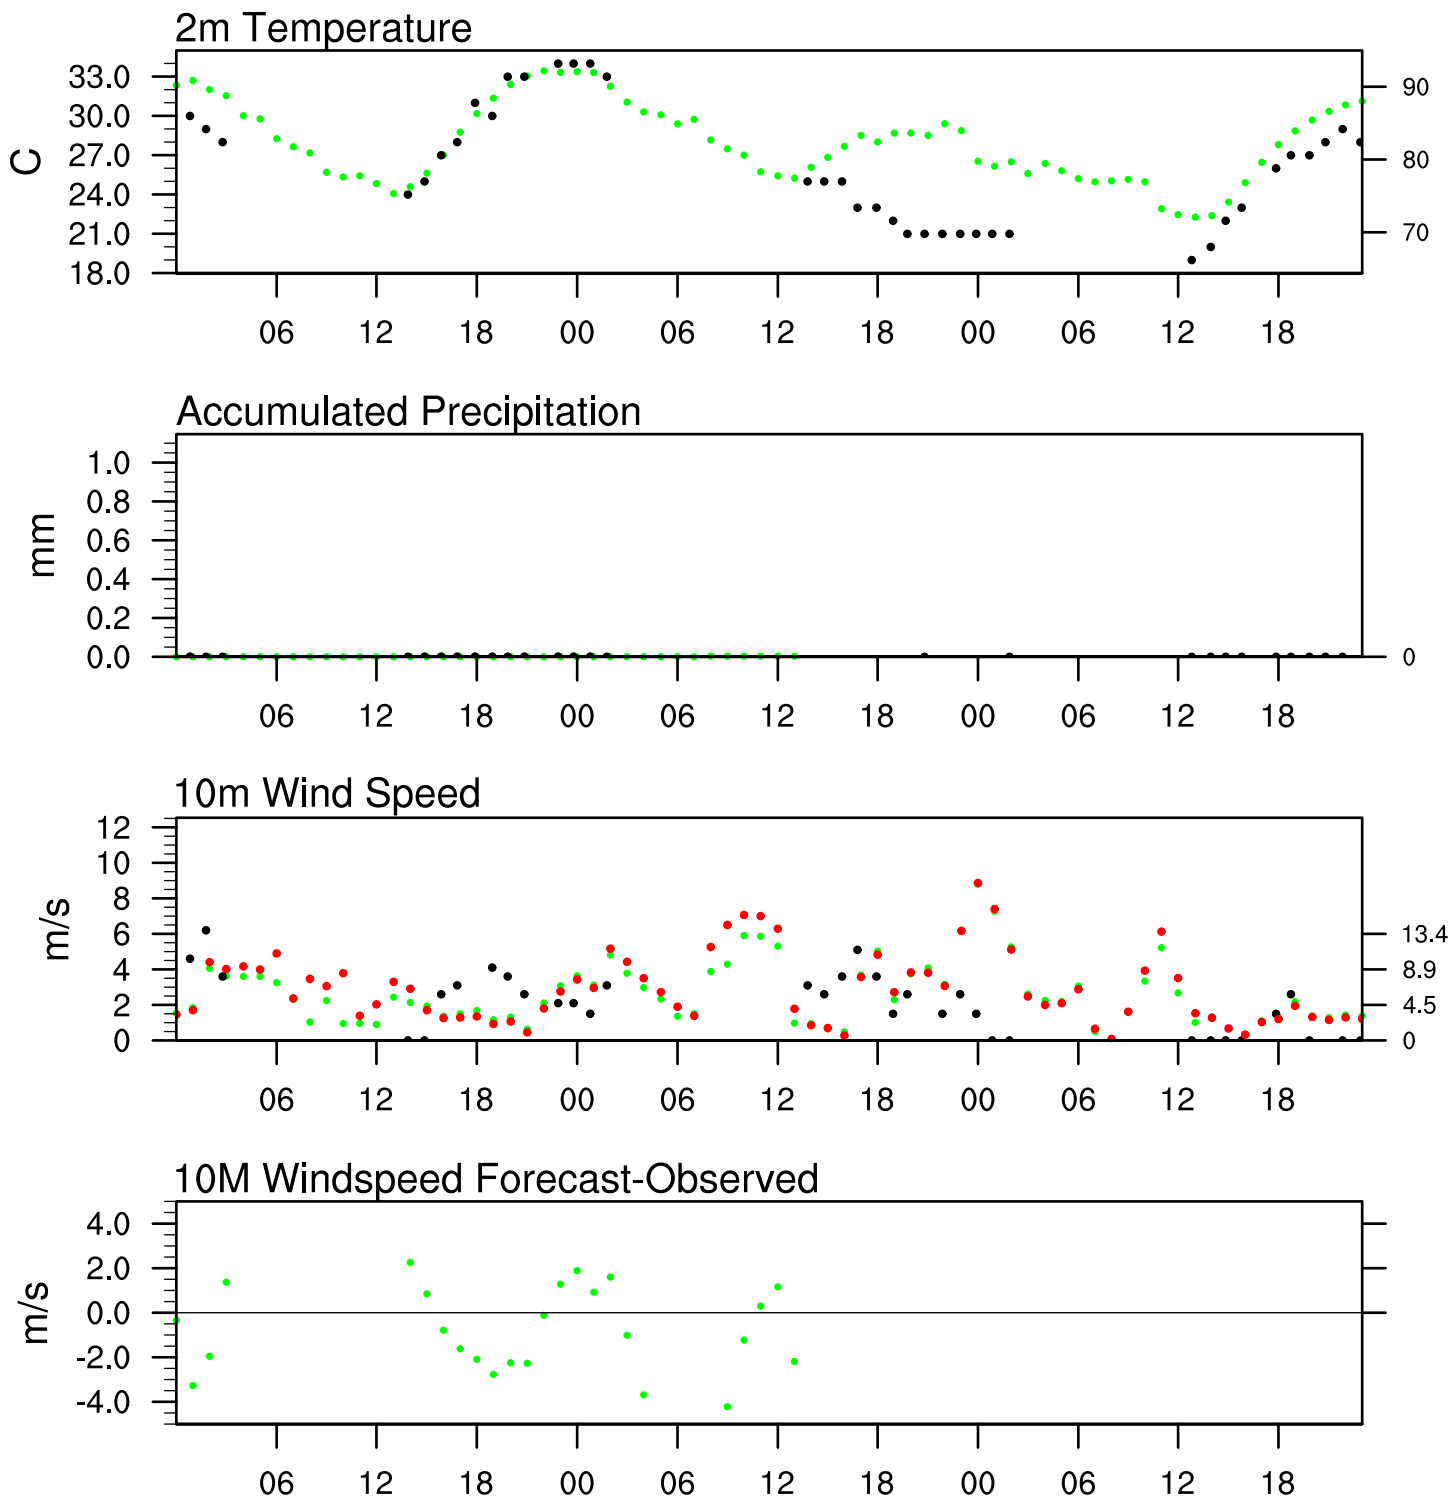 2m Temperature
33.0
30.0
27.0
24.0
21.0
18.0
C
90
80
70
06 12 18 00 06 12 18 00 06 12 18
Accumulated Precipitation
1.0
0.8
0.6
0.4
0.2
0.0
mm
0
06 12 18 00 06 12 18 00 06 12 18
10m Wind Speed
12
10
8
6
4
2
0
m/s
13.4
8.9
4.5
0
06 12 18 00 06 12 18 00 06 12 18
10M Windspeed Forecast-Observed
4.0
2.0
0.0
-2.0
-4.0
m/s
06 12 18 00 06 12 18 00 06 12 18